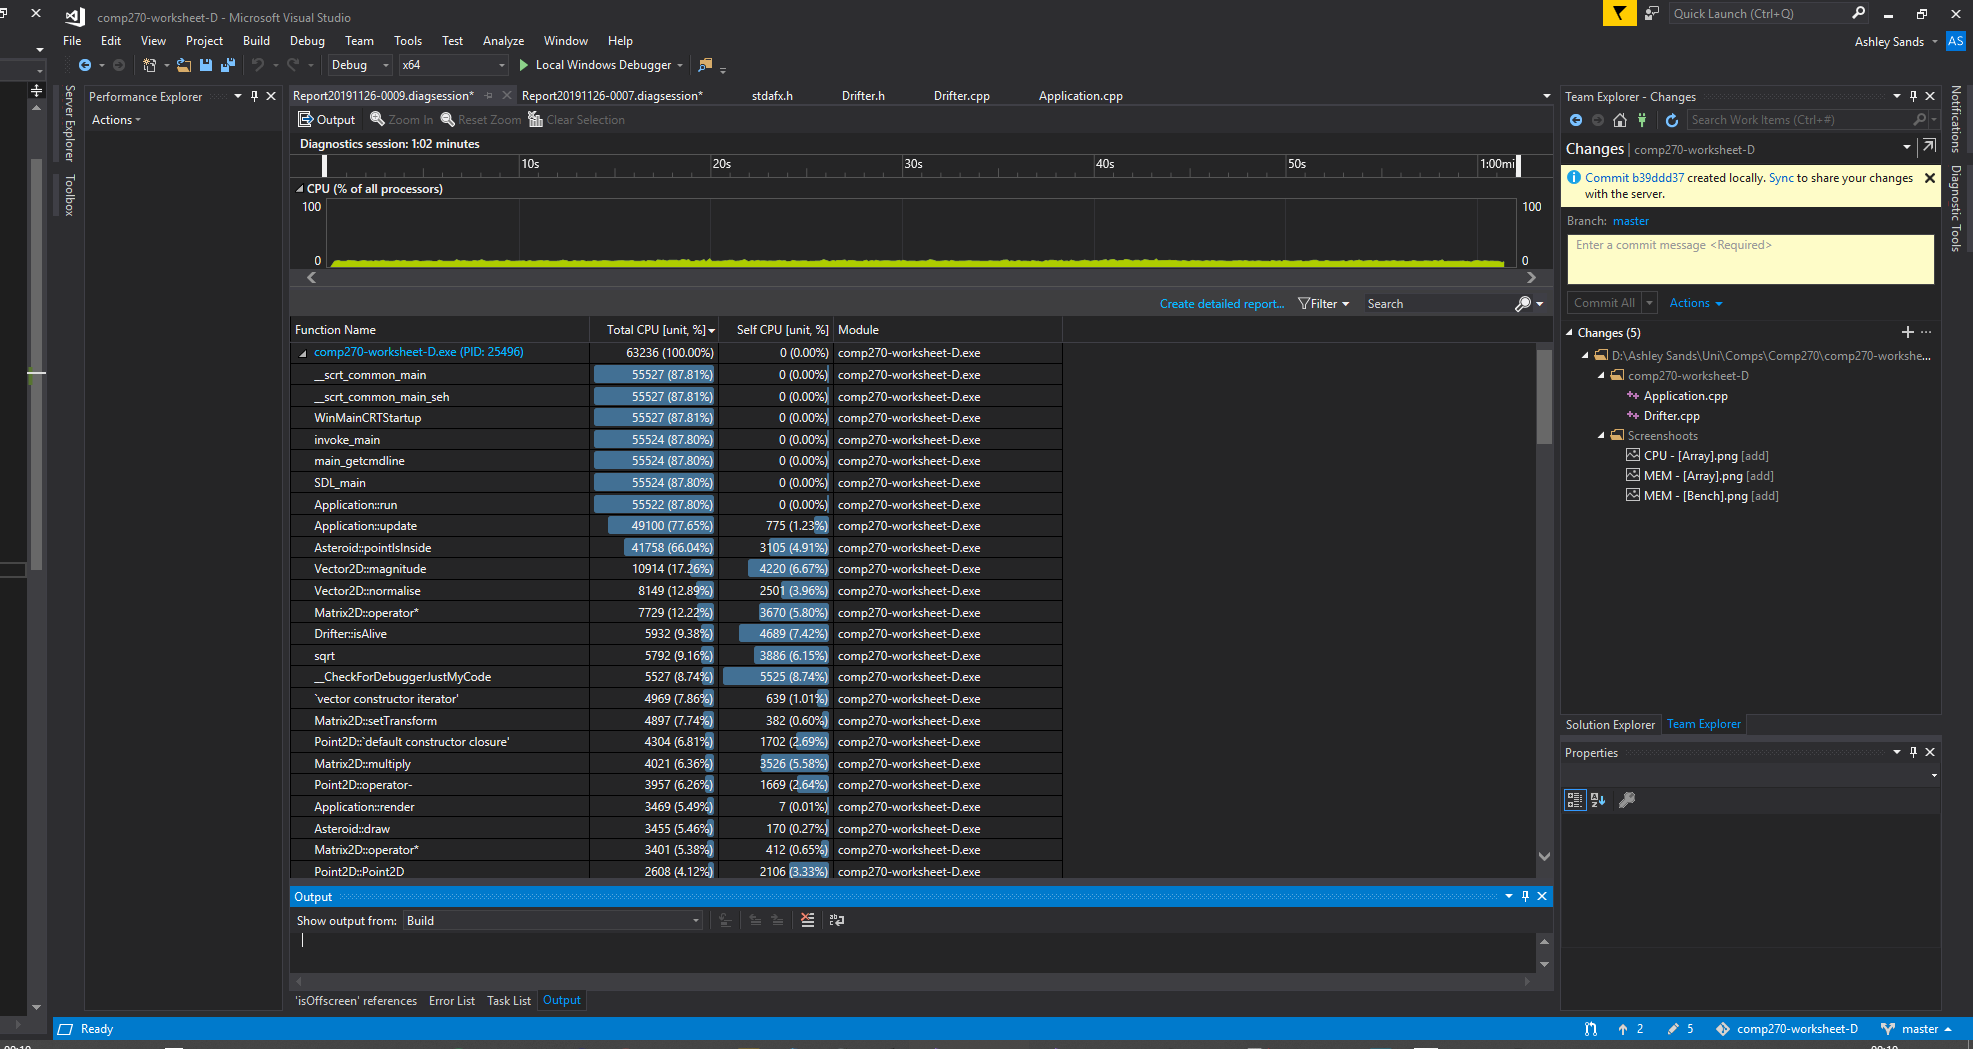 comp270-worksheet-D - Microsoft Visual Studio
Quick Launch (Ctrl+Q)
File Edit View Project Build Debug Team Tools Test Analyze Window Help
Ashley Sands AS
Debug x64 Local Windows Debugger
Server Explorer
Toolbox
Performance Explorer
Actions
Report20191126-0009.diagsession* Report20191126-0007.diagsession* stdafx.h Drifter.h Drifter.cpp Application.cpp
Output Zoom In Reset Zoom Clear Selection
Diagnostics session: 1:02 minutes
10s 20s 30s 40s 50s 1:00mi
CPU (% of all processors)
100 100
0 0
Create detailed report... Filter Search
Function Name Total CPU [unit, %] Self CPU [unit, %] Module
comp270-worksheet-D.exe (PID: 25496) 63236 (100.00%) 0 (0.00%) comp270-worksheet-D.exe
__scrt_common_main 55527 (87.81%) 0 (0.00%) comp270-worksheet-D.exe
__scrt_common_main_seh 55527 (87.81%) 0 (0.00%) comp270-worksheet-D.exe
WinMainCRTStartup 55527 (87.81%) 0 (0.00%) comp270-worksheet-D.exe
invoke_main 55524 (87.80%) 0 (0.00%) comp270-worksheet-D.exe
main_getcmdline 55524 (87.80%) 0 (0.00%) comp270-worksheet-D.exe
SDL_main 55524 (87.80%) 0 (0.00%) comp270-worksheet-D.exe
Application::run 55522 (87.80%) 0 (0.00%) comp270-worksheet-D.exe
Application::update 49100 (77.65%) 775 (1.23%) comp270-worksheet-D.exe
Asteroid::pointIsInside 41758 (66.04%) 3105 (4.91%) comp270-worksheet-D.exe
Vector2D::magnitude 10914 (17.26%) 4220 (6.67%) comp270-worksheet-D.exe
Vector2D::normalise 8149 (12.89%) 2501 (3.96%) comp270-worksheet-D.exe
Matrix2D::operator* 7729 (12.22%) 3670 (5.80%) comp270-worksheet-D.exe
Drifter::isAlive 5932 (9.38%) 4689 (7.42%) comp270-worksheet-D.exe
sqrt 5792 (9.16%) 3886 (6.15%) comp270-worksheet-D.exe
__CheckForDebuggerJustMyCode 5527 (8.74%) 5525 (8.74%) comp270-worksheet-D.exe
`vector constructor iterator' 4969 (7.86%) 639 (1.01%) comp270-worksheet-D.exe
Matrix2D::setTransform 4897 (7.74%) 382 (0.60%) comp270-worksheet-D.exe
Point2D::`default constructor closure' 4304 (6.81%) 1702 (2.69%) comp270-worksheet-D.exe
Matrix2D::multiply 4021 (6.36%) 3526 (5.58%) comp270-worksheet-D.exe
Point2D::operator- 3957 (6.26%) 1669 (2.64%) comp270-worksheet-D.exe
Application::render 3469 (5.49%) 7 (0.01%) comp270-worksheet-D.exe
Asteroid::draw 3455 (5.46%) 170 (0.27%) comp270-worksheet-D.exe
Matrix2D::operator* 3401 (5.38%) 412 (0.65%) comp270-worksheet-D.exe
Point2D::Point2D 2608 (4.12%) 2106 (3.33%) comp270-worksheet-D.exe
Output
Show output from: Build
'isOffscreen' references Error List Task List Output
Team Explorer - Changes
Search Work Items (Ctrl+#)
Changes | comp270-worksheet-D
Commit b39ddd37 created locally. Sync to share your changes
with the server.
Branch: master
Enter a commit message <Required>
Commit All Actions
Changes (5)
D:\Ashley Sands\Uni\Comps\Comp270\comp270-workshe...
comp270-worksheet-D
Application.cpp
Drifter.cpp
Screenshoots
CPU - [Array].png [add]
MEM - [Array].png [add]
MEM - [Bench].png [add]
Solution Explorer Team Explorer
Properties
Notifications
Diagnostic Tools
Ready 2 5 comp270-worksheet-D master